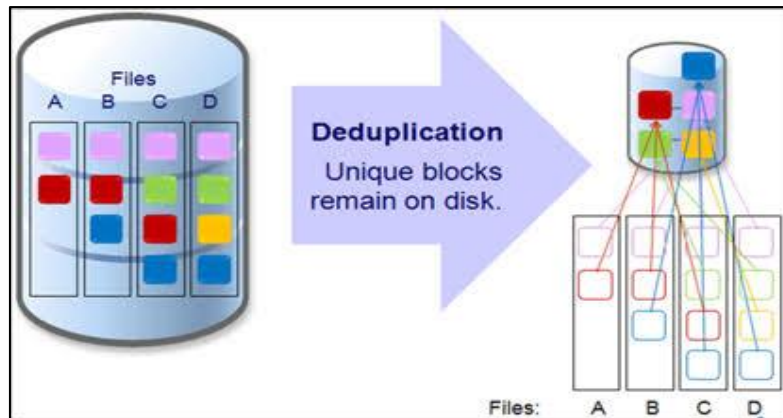 Files
A B C D
Deduplication
Unique blocks
remain on disk.
Files: A B C D